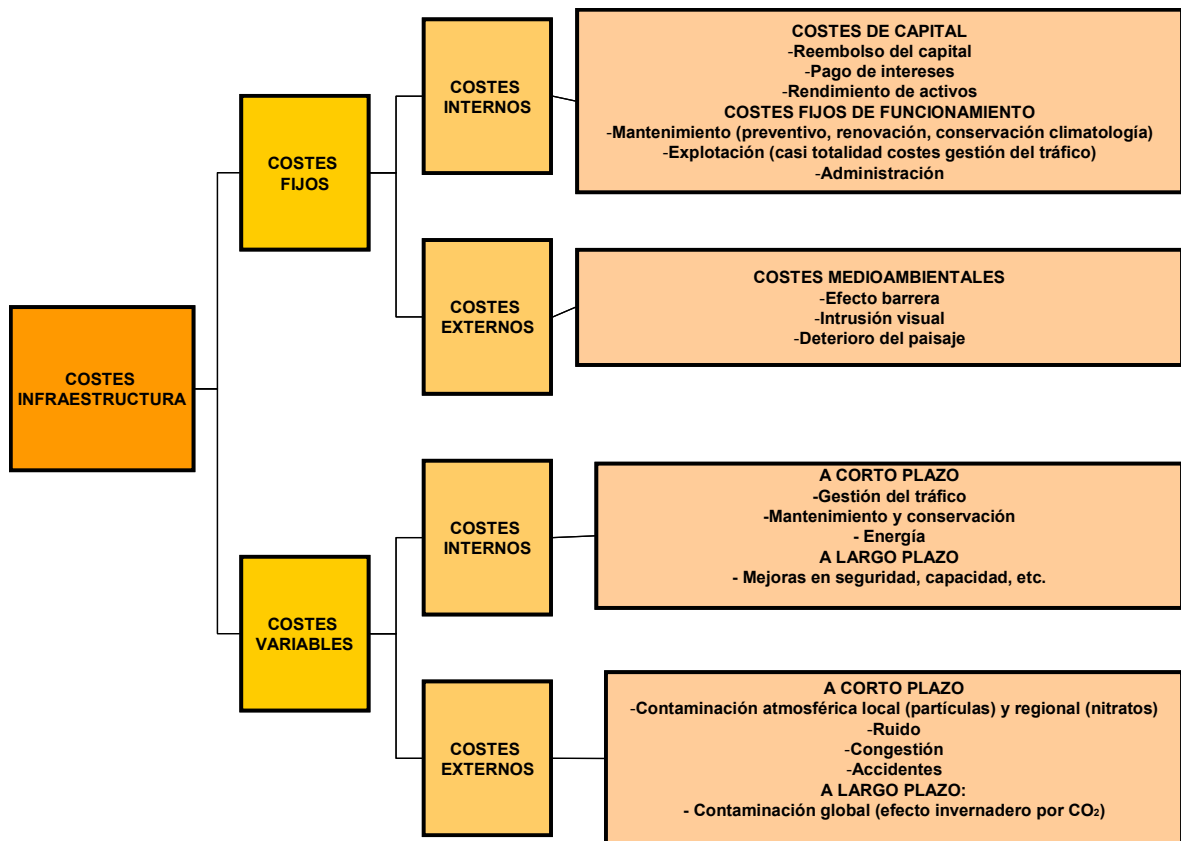 COSTES
INFRAESTRUCTURA
COSTES
FIJOS
COSTES
INTERNOS
COSTES DE CAPITAL
-Reembolso del capital
-Pago de intereses
-Rendimiento de activos
COSTES FIJOS DE FUNCIONAMIENTO
-Mantenimiento (preventivo, renovación, conservación climatología)
-Explotación (casi totalidad costes gestión del tráfico)
-Administración
COSTES
EXTERNOS
COSTES MEDIOAMBIENTALES
-Efecto barrera
-Intrusión visual
-Deterioro del paisaje
COSTES
VARIABLES
COSTES
INTERNOS
A CORTO PLAZO
-Gestión del tráfico
-Mantenimiento y conservación
- Energía
A LARGO PLAZO
- Mejoras en seguridad, capacidad, etc.
COSTES
EXTERNOS
A CORTO PLAZO
-Contaminación atmosférica local (partículas) y regional (nitratos)
-Ruido
-Congestión
-Accidentes
A LARGO PLAZO:
- Contaminación global (efecto invernadero por CO₂)